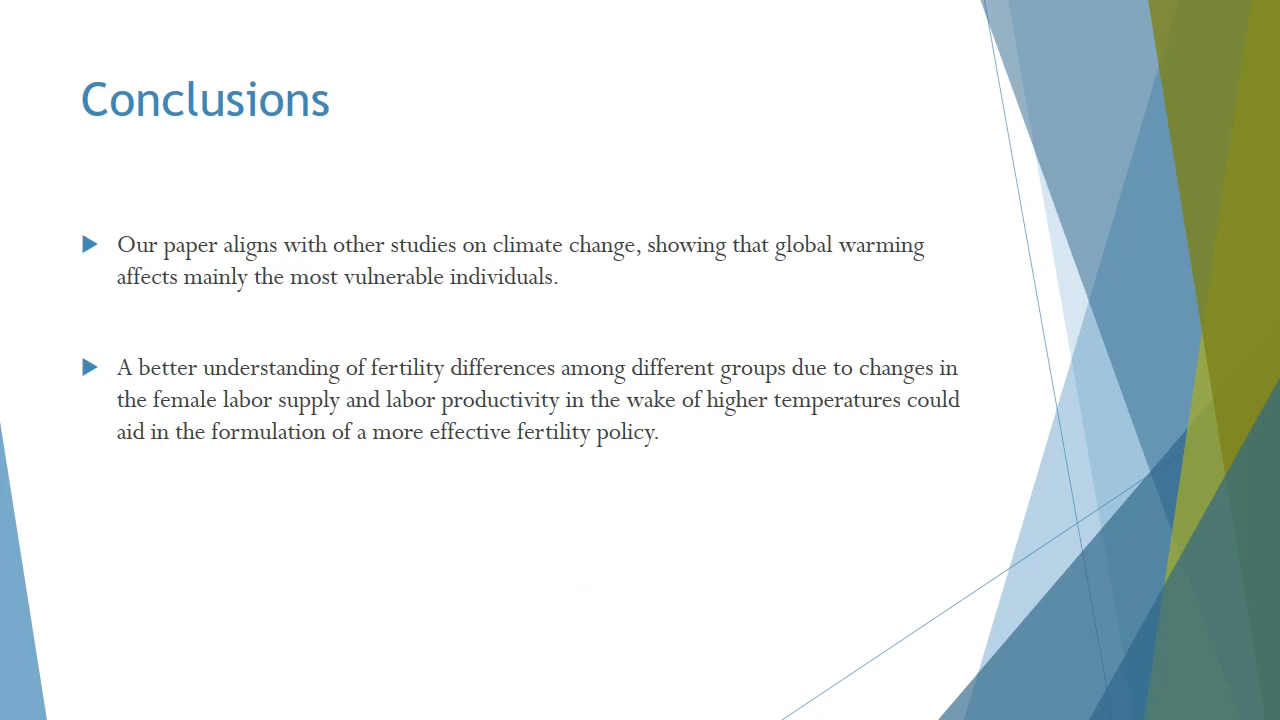 Conclusions
Our paper aligns with other studies on climate change, showing that global warming
affects mainly the most vulnerable individuals.
A better understanding of fertility differences among different groups due to changes in
the female labor supply and labor productivity in the wake of higher temperatures could
aid in the formulation of a more effective fertility policy.